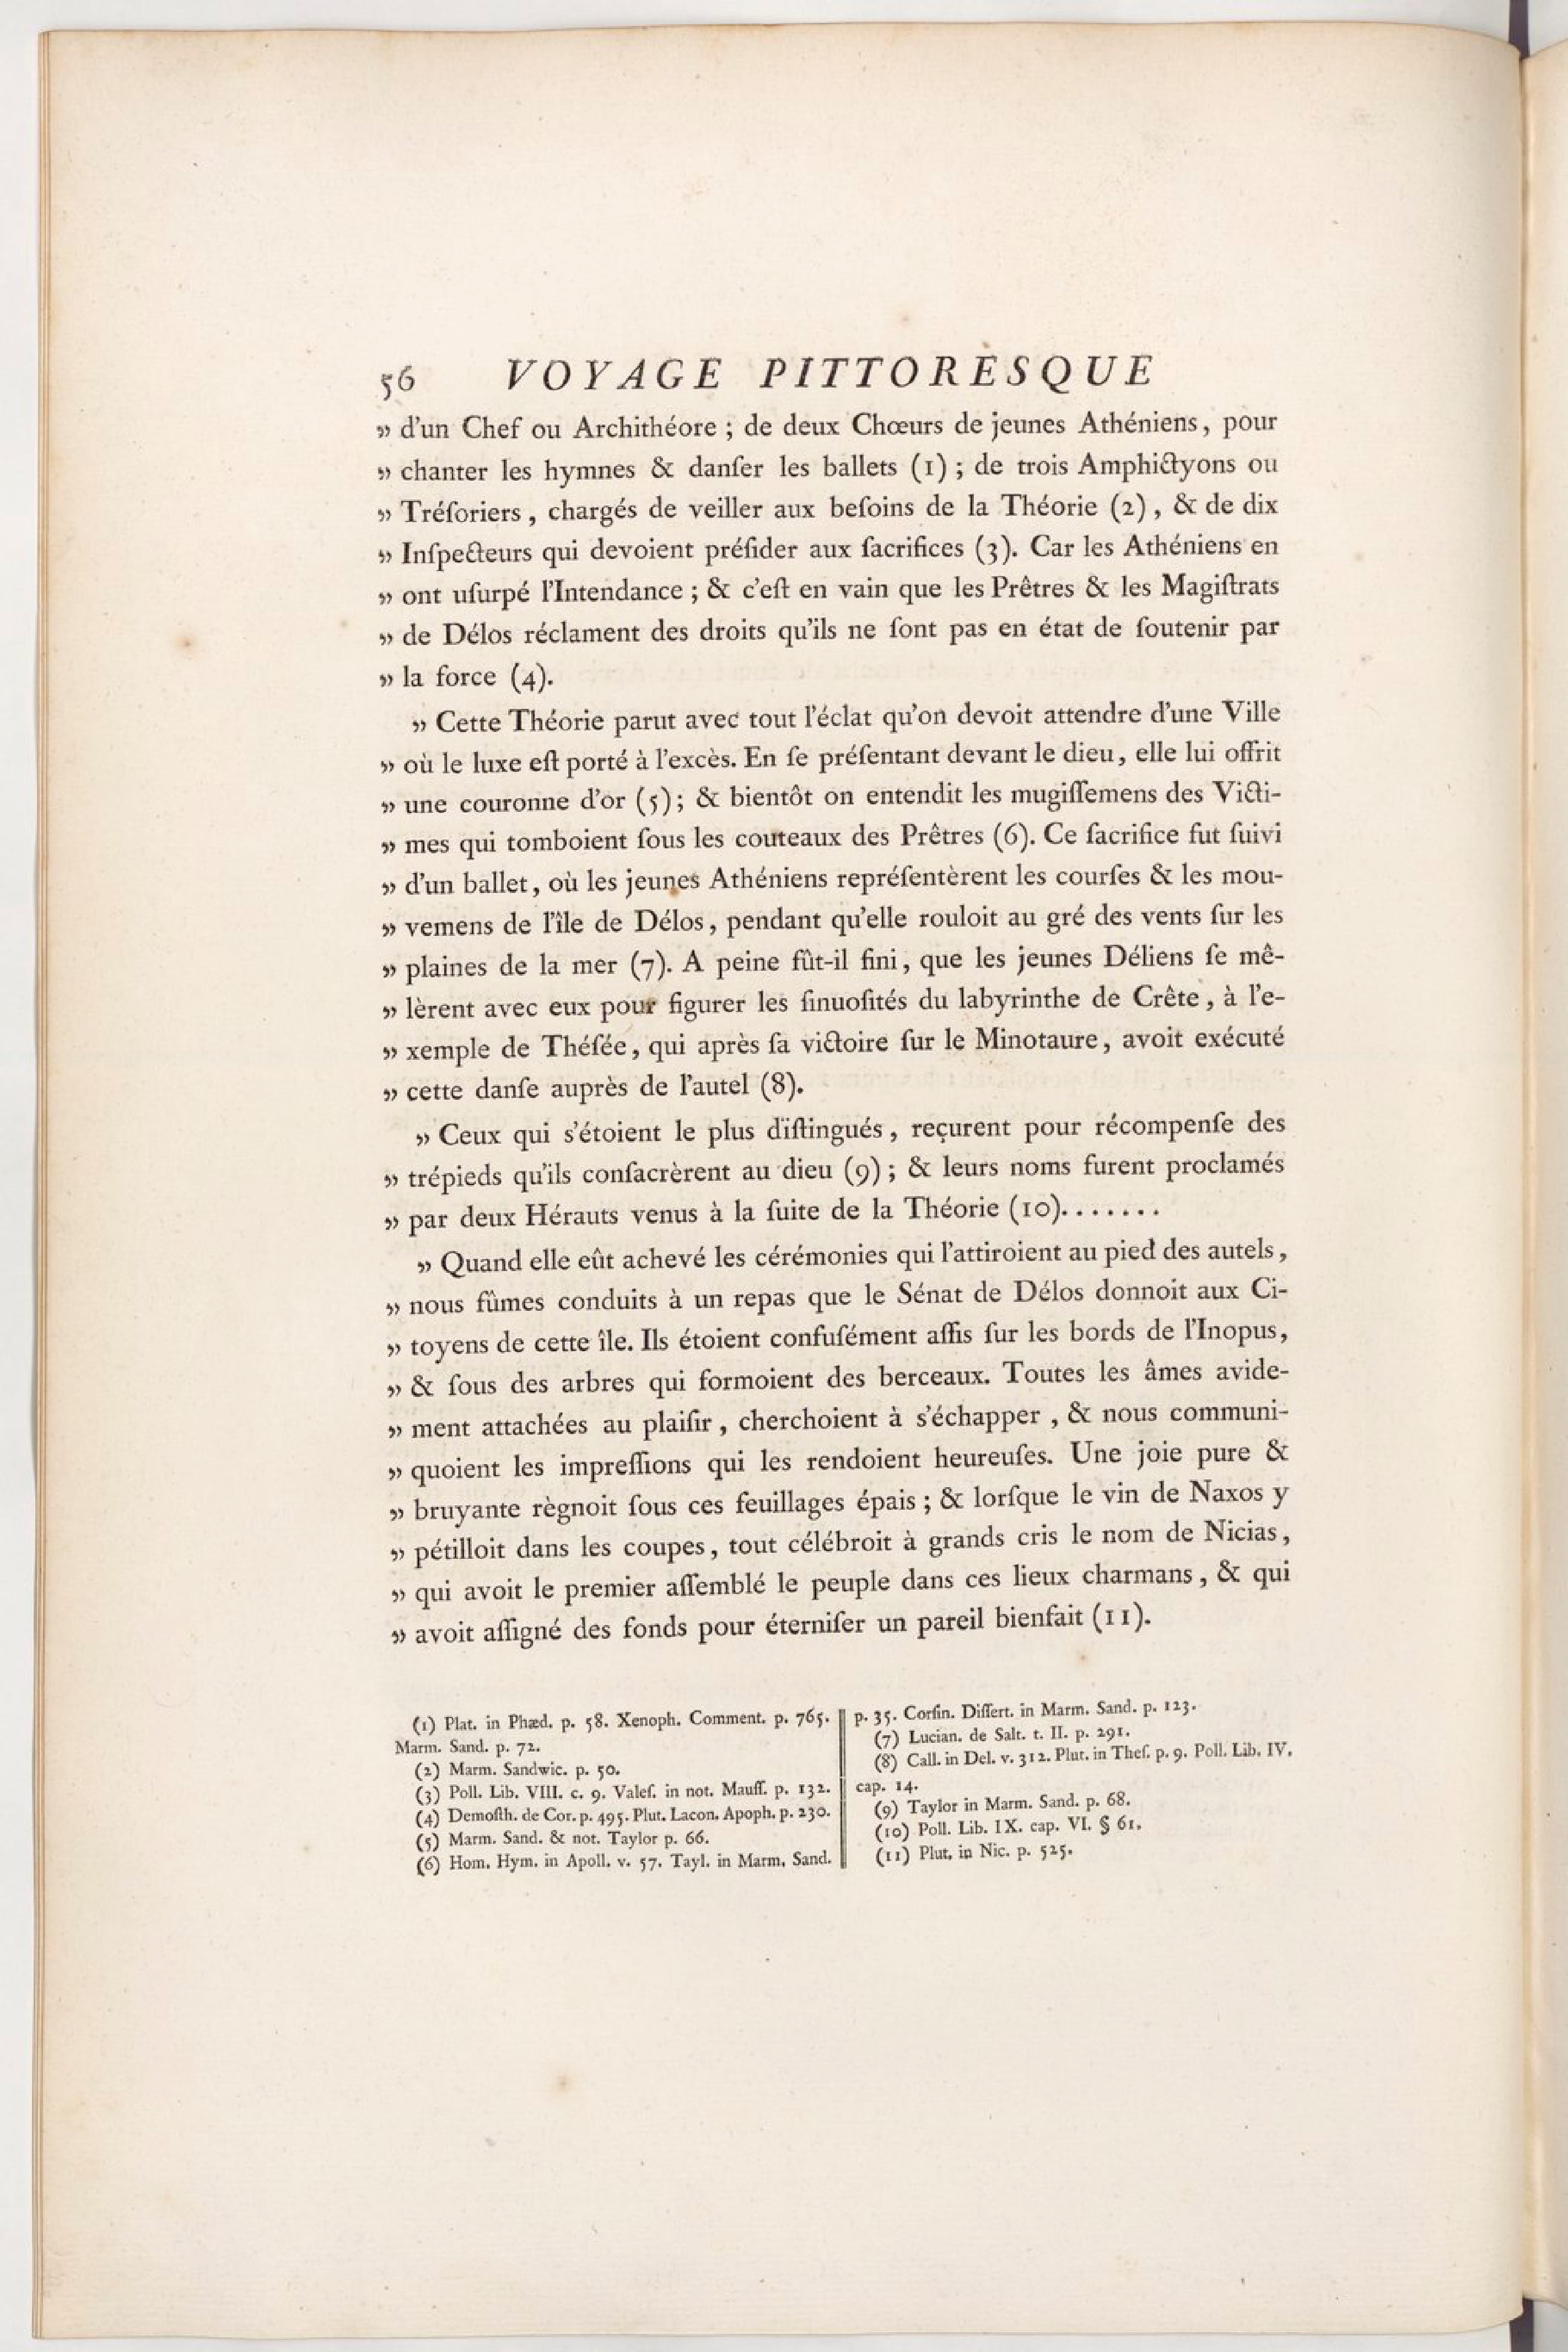 56 VOYAGE PITTORESQUE
» d'un Chef ou Archithéore ; de deux Chœurs de jeunes Athéniens, pour
» chanter les hymnes & danſer les ballets (1) ; de trois Amphictyons ou
» Tréſoriers, chargés de veiller aux beſoins de la Théorie (2), & de dix
» Inſpecteurs qui devoient préſider aux ſacrifices (3). Car les Athéniens en
» ont uſurpé l'Intendance ; & c'eſt en vain que les Prêtres & les Magiſtrats
» de Délos réclament des droits qu'ils ne ſont pas en état de ſoutenir par
» la force (4).
» Cette Théorie parut avec tout l'éclat qu'on devoit attendre d'une Ville
» où le luxe eſt porté à l'excès. En ſe préſentant devant le dieu, elle lui offrit
» une couronne d'or (5) ; & bientôt on entendit les mugiſſemens des Victi-
» mes qui tomboient ſous les couteaux des Prêtres (6). Ce ſacrifice fut ſuivi
» d'un ballet, où les jeunes Athéniens repréſentèrent les courſes & les mou-
» vemens de l'île de Délos, pendant qu'elle rouloit au gré des vents ſur les
» plaines de la mer (7). A peine fût-il fini, que les jeunes Déliens ſe mê-
» lèrent avec eux pour figurer les ſinuoſités du labyrinthe de Crête, à l'e-
» xemple de Théſée, qui après ſa victoire ſur le Minotaure, avoit exécuté
» cette danſe auprès de l'autel (8).
» Ceux qui s'étoient le plus diſtingués, reçurent pour récompenſe des
» trépieds qu'ils conſacrèrent au dieu (9) ; & leurs noms furent proclamés
» par deux Hérauts venus à la ſuite de la Théorie (10).......
» Quand elle eût achevé les cérémonies qui l'attiroient au pied des autels,
» nous fûmes conduits à un repas que le Sénat de Délos donnoit aux Ci-
» toyens de cette île. Ils étoient confuſément aſſis ſur les bords de l'Inopus,
» & ſous des arbres qui formoient des berceaux. Toutes les âmes avide-
» ment attachées au plaiſir, cherchoient à s'échapper, & nous communi-
» quoient les impreſſions qui les rendoient heureuſes. Une joie pure &
» bruyante règnoit ſous ces feuillages épais ; & lorſque le vin de Naxos y
» pétilloit dans les coupes, tout célébroit à grands cris le nom de Nicias,
» qui avoit le premier aſſemblé le peuple dans ces lieux charmans, & qui
» avoit aſſigné des fonds pour éterniſer un pareil bienfait (11).
(1) Plat. in Phæd. p. 58. Xenoph. Comment. p. 765.
Marm. Sand. p. 72.
(2) Marm. Sandwic. p. 50.
(3) Poll. Lib. VIII. c. 9. Valeſ. in not. Mauſſ. p. 132.
(4) Demoſth. de Cor. p. 495. Plut. Lacon. Apoph. p. 230.
(5) Marm. Sand. & not. Taylor p. 66.
(6) Hom. Hym. in Apoll. v. 57. Tayl. in Marm. Sand.
p. 35. Corſin. Diſſert. in Marm. Sand. p. 123.
(7) Lucian. de Salt. t. II. p. 291.
(8) Call. in Del. v. 312. Plut. in Theſ. p. 9. Poll. Lib. IV.
cap. 14.
(9) Taylor in Marm. Sand. p. 68.
(10) Poll. Lib. IX. cap. VI. § 61.
(11) Plut. in Nic. p. 525.